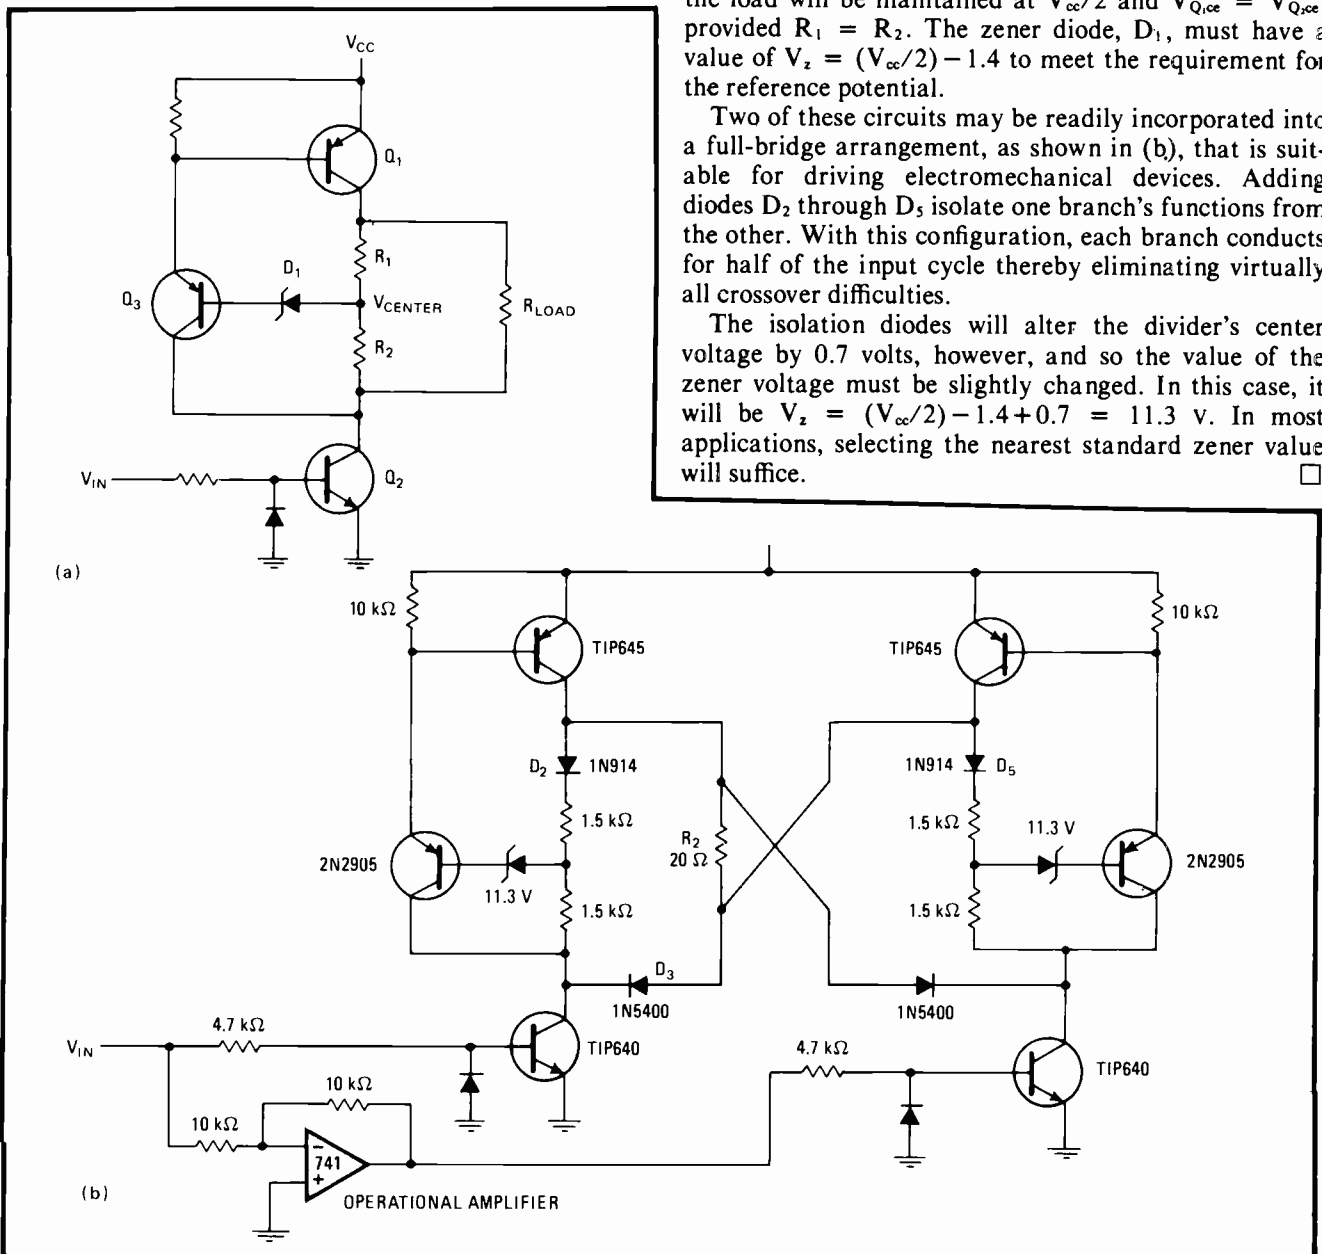 the load will be maintained at Vcc/2 and VQ₁ce = VQ₂ce
provided R₁ = R₂. The zener diode, D₁, must have a
value of Vz = (Vcc/2)−1.4 to meet the requirement for
the reference potential.
Two of these circuits may be readily incorporated into
a full-bridge arrangement, as shown in (b), that is suit-
able for driving electromechanical devices. Adding
diodes D₂ through D₅ isolate one branch's functions from
the other. With this configuration, each branch conducts
for half of the input cycle thereby eliminating virtually
all crossover difficulties.
The isolation diodes will alter the divider's center
voltage by 0.7 volts, however, and so the value of the
zener voltage must be slightly changed. In this case, it
will be Vz = (Vcc/2)−1.4+0.7 = 11.3 V. In most
applications, selecting the nearest standard zener value
will suffice. □
VCC
Q₁
R₁
D₁
Q₃
VCENTER
RLOAD
R₂
VIN
Q₂
(a)
10 kΩ
TIP645
TIP645
10 kΩ
D₂
1N914
1N914
D₅
1.5 kΩ
R₂
20 Ω
1.5 kΩ
11.3 V
2N2905
11.3 V
2N2905
1.5 kΩ
1.5 kΩ
D₃
1N5400
1N5400
VIN
4.7 kΩ
TIP640
4.7 kΩ
TIP640
10 kΩ
10 kΩ
−
741
+
OPERATIONAL AMPLIFIER
(b)